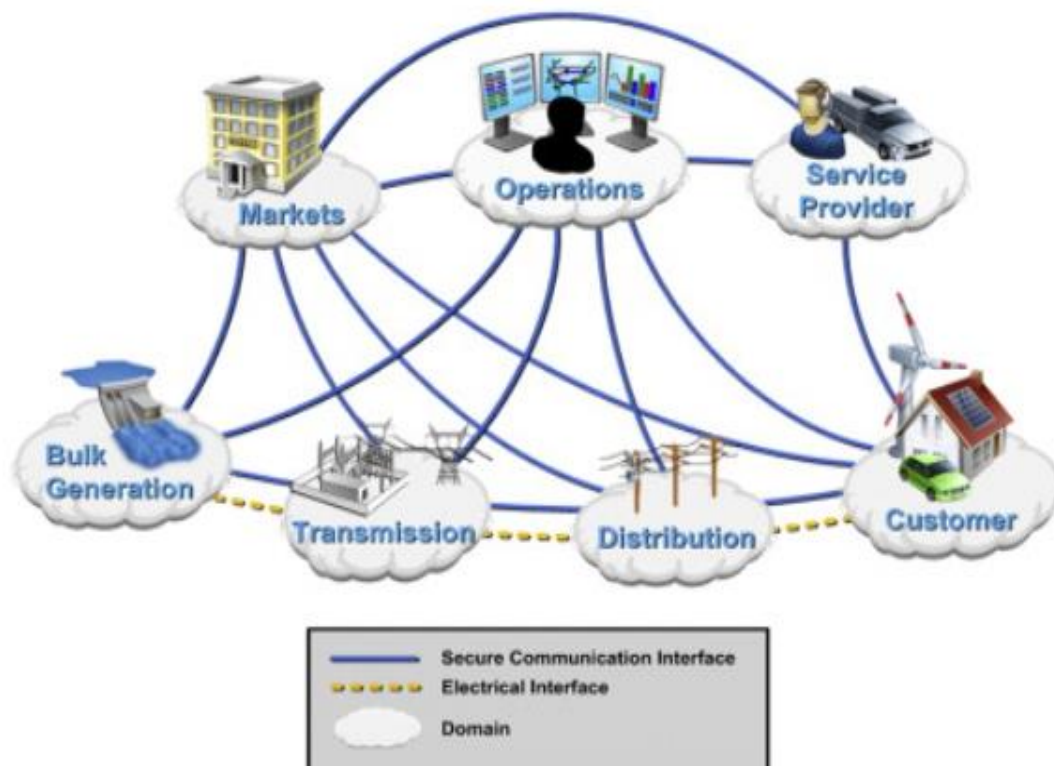 Markets
Operations
Service
Provider
Bulk
Generation
Transmission
Distribution
Customer
Secure Communication Interface
Electrical Interface
Domain